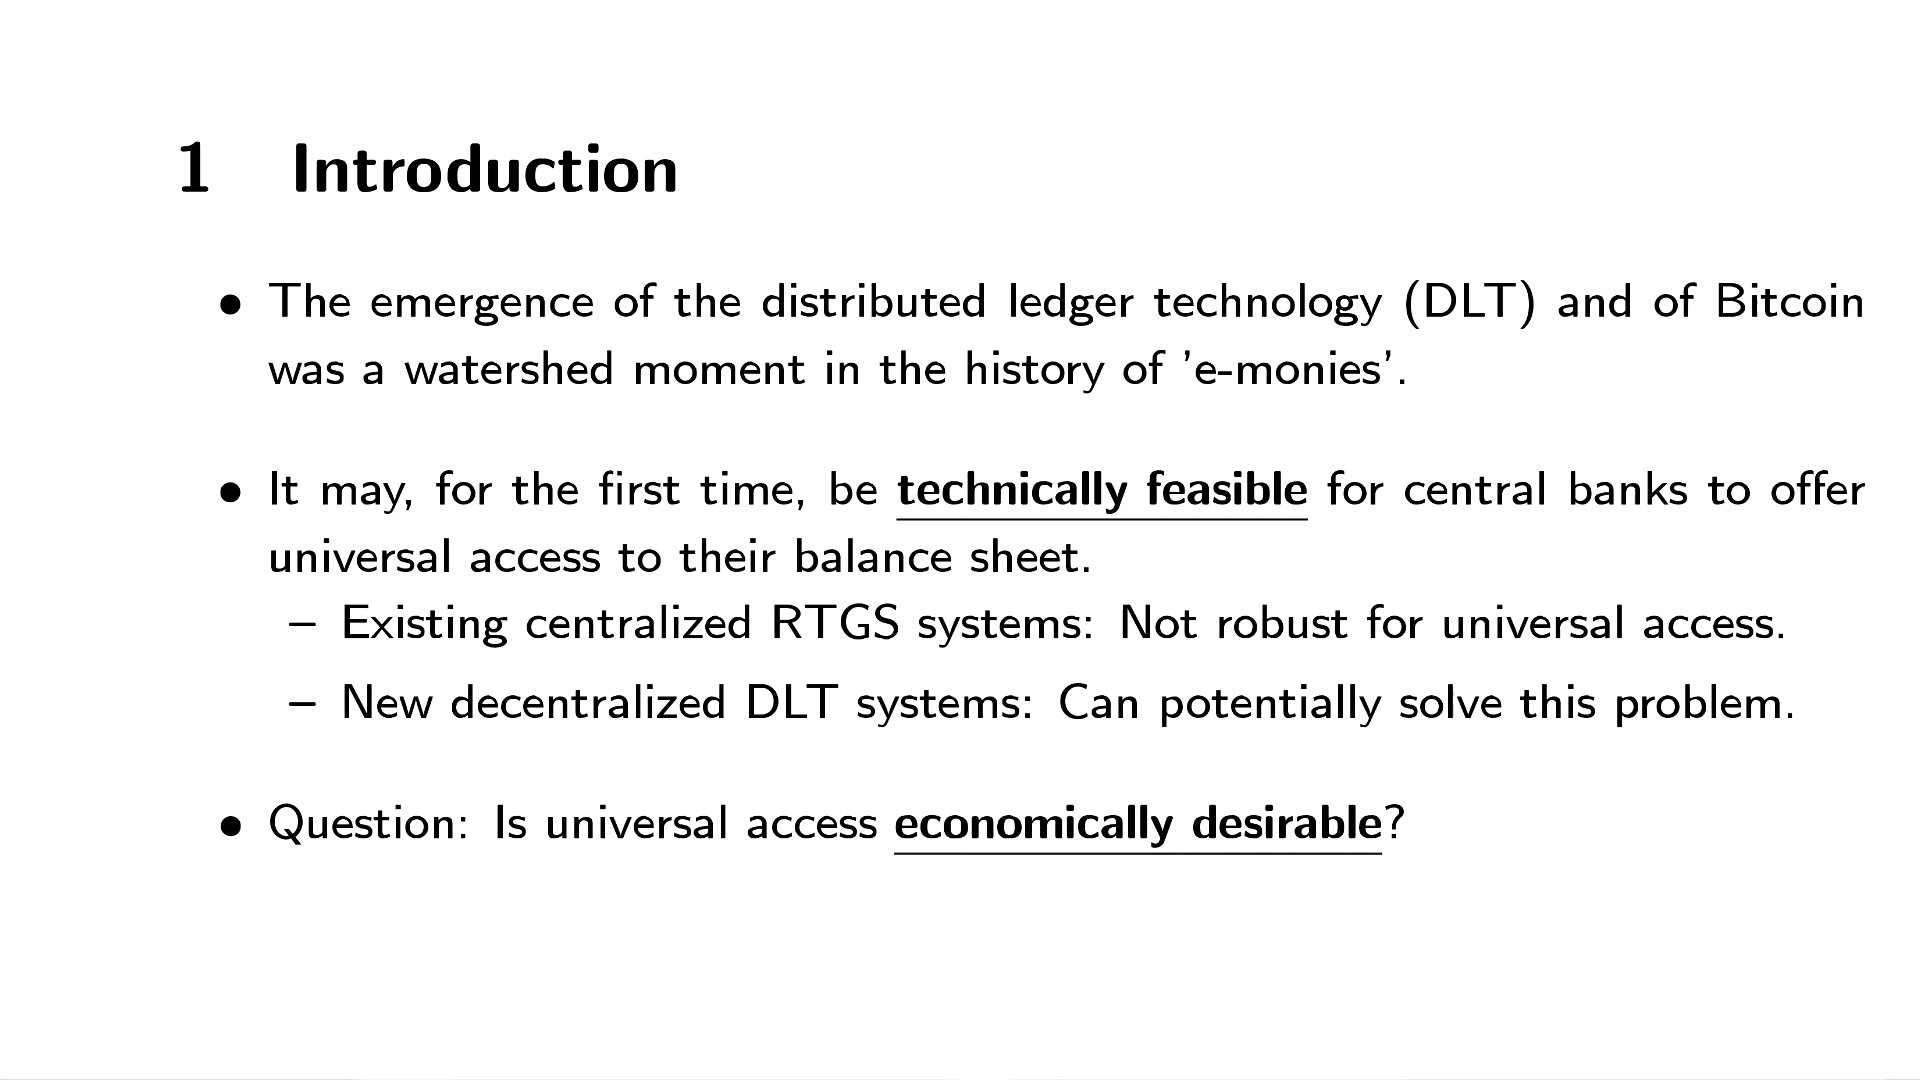 1 Introduction
• The emergence of the distributed ledger technology (DLT) and of Bitcoin
was a watershed moment in the history of ’e-monies’.
• It may, for the first time, be technically feasible for central banks to offer
universal access to their balance sheet.
– Existing centralized RTGS systems: Not robust for universal access.
– New decentralized DLT systems: Can potentially solve this problem.
• Question: Is universal access economically desirable?